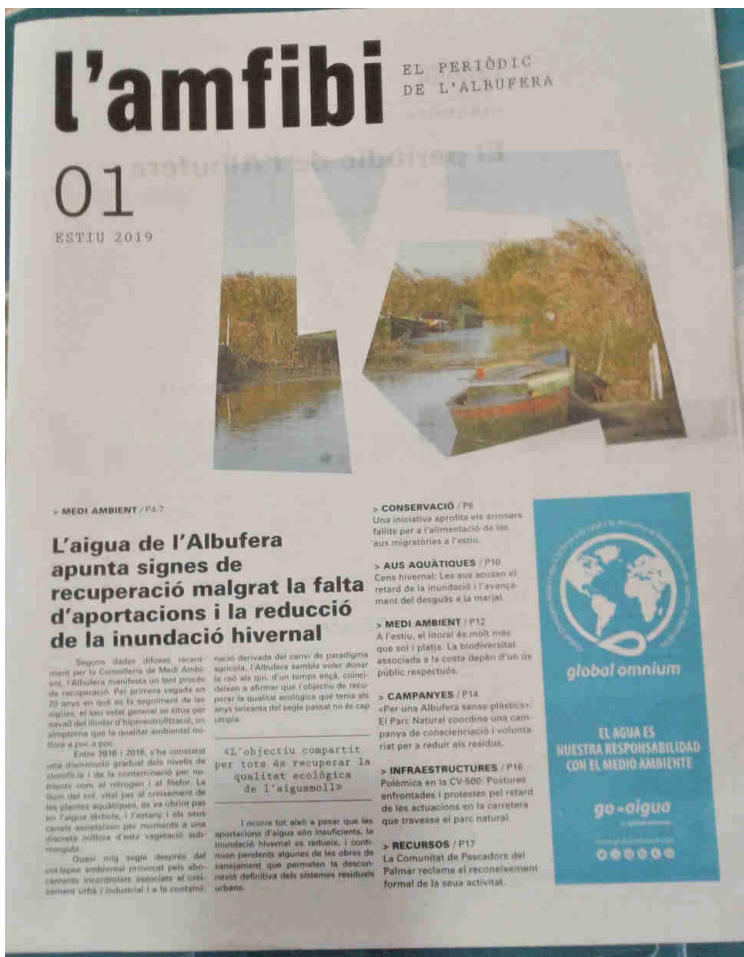 l'amfibi
EL PERIÒDIC
DE L'ALBUFERA
01
ESTIU 2019
> MEDI AMBIENT / P4-7
L'aigua de l'Albufera
apunta signes de
recuperació malgrat la falta
d'aportacions i la reducció
de la inundació hivernal
Segons dades difoses recent-
ment per la Conselleria de Medi Ambi-
ent, l'Albufera manifesta un lent procés
de recuperació. Per primera vegada en
20 anys en què es fa seguiment de les
aigües, el seu estat general se situa per
davall del llindar d'hipereutrofització, un
símptoma que la qualitat ambiental mi-
llora a poc a poc.
Entre 2016 i 2018, s'ha constatat
una disminució gradual dels nivells de
clorofil·la i de la contaminació per nu-
trients com el nitrogen i el fòsfor. La
llum del sol, vital per al creixement de
les plantes aquàtiques, es va obrint pas
en l'aigua tèrbola, i l'estany i els seus
canals assisteixen per moments a una
discreta millora d'esta vegetació sub-
mergida.
Quasi mig segle després del
col·lapse ambiental provocat pels abo-
caments incontrolats associats al crei-
xement urbà i industrial i a la contami-
nació derivada del canvi de paradigma
agrícola, l'Albufera sembla voler donar
la raó als qui, d'un temps ençà, coinci-
deixen a afirmar que l'objectiu de recu-
perar la qualitat ecològica que tenia als
anys seixanta del segle passat no és cap
utopia.
«L'objectiu compartit
per tots és recuperar la
qualitat ecològica
de l'aiguamoll»
I ocorre tot això a pesar que les
aportacions d'aigua són insuficients, la
inundació hivernal es redueix, i conti-
nuen pendents algunes de les obres de
sanejament que permeten la descon-
nexió definitiva dels sistemes residuals
urbans.
> CONSERVACIÓ / P8
Una iniciativa aprofita els arrossars
fallits per a l'alimentació de les
aus migratòries a l'estiu.
> AUS AQUÀTIQUES / P10
Cens hivernal: Les aus acusen el
retard de la inundació i l'avança-
ment del desguàs a la marjal.
> MEDI AMBIENT / P12
A l'estiu, el litoral és molt més
que sol i platja. La biodiversitat
associada a la costa depèn d'un ús
públic respectuós.
> CAMPANYES / P14
«Per una Albufera sense plàstics».
El Parc Natural coordina una cam-
panya de conscienciació i volunta-
riat per a reduir els residus.
> INFRAESTRUCTURES / P16
Polèmica en la CV-500: Postures
enfrontades i protestes pel retard
de les actuacions en la carretera
que travessa el parc natural.
> RECURSOS / P17
La Comunitat de Pescadors del
Palmar reclama el reconeixement
formal de la seua activitat.
global omnium
EL AGUA ES
NUESTRA RESPONSABILIDAD
CON EL MEDIO AMBIENTE
go·aigua